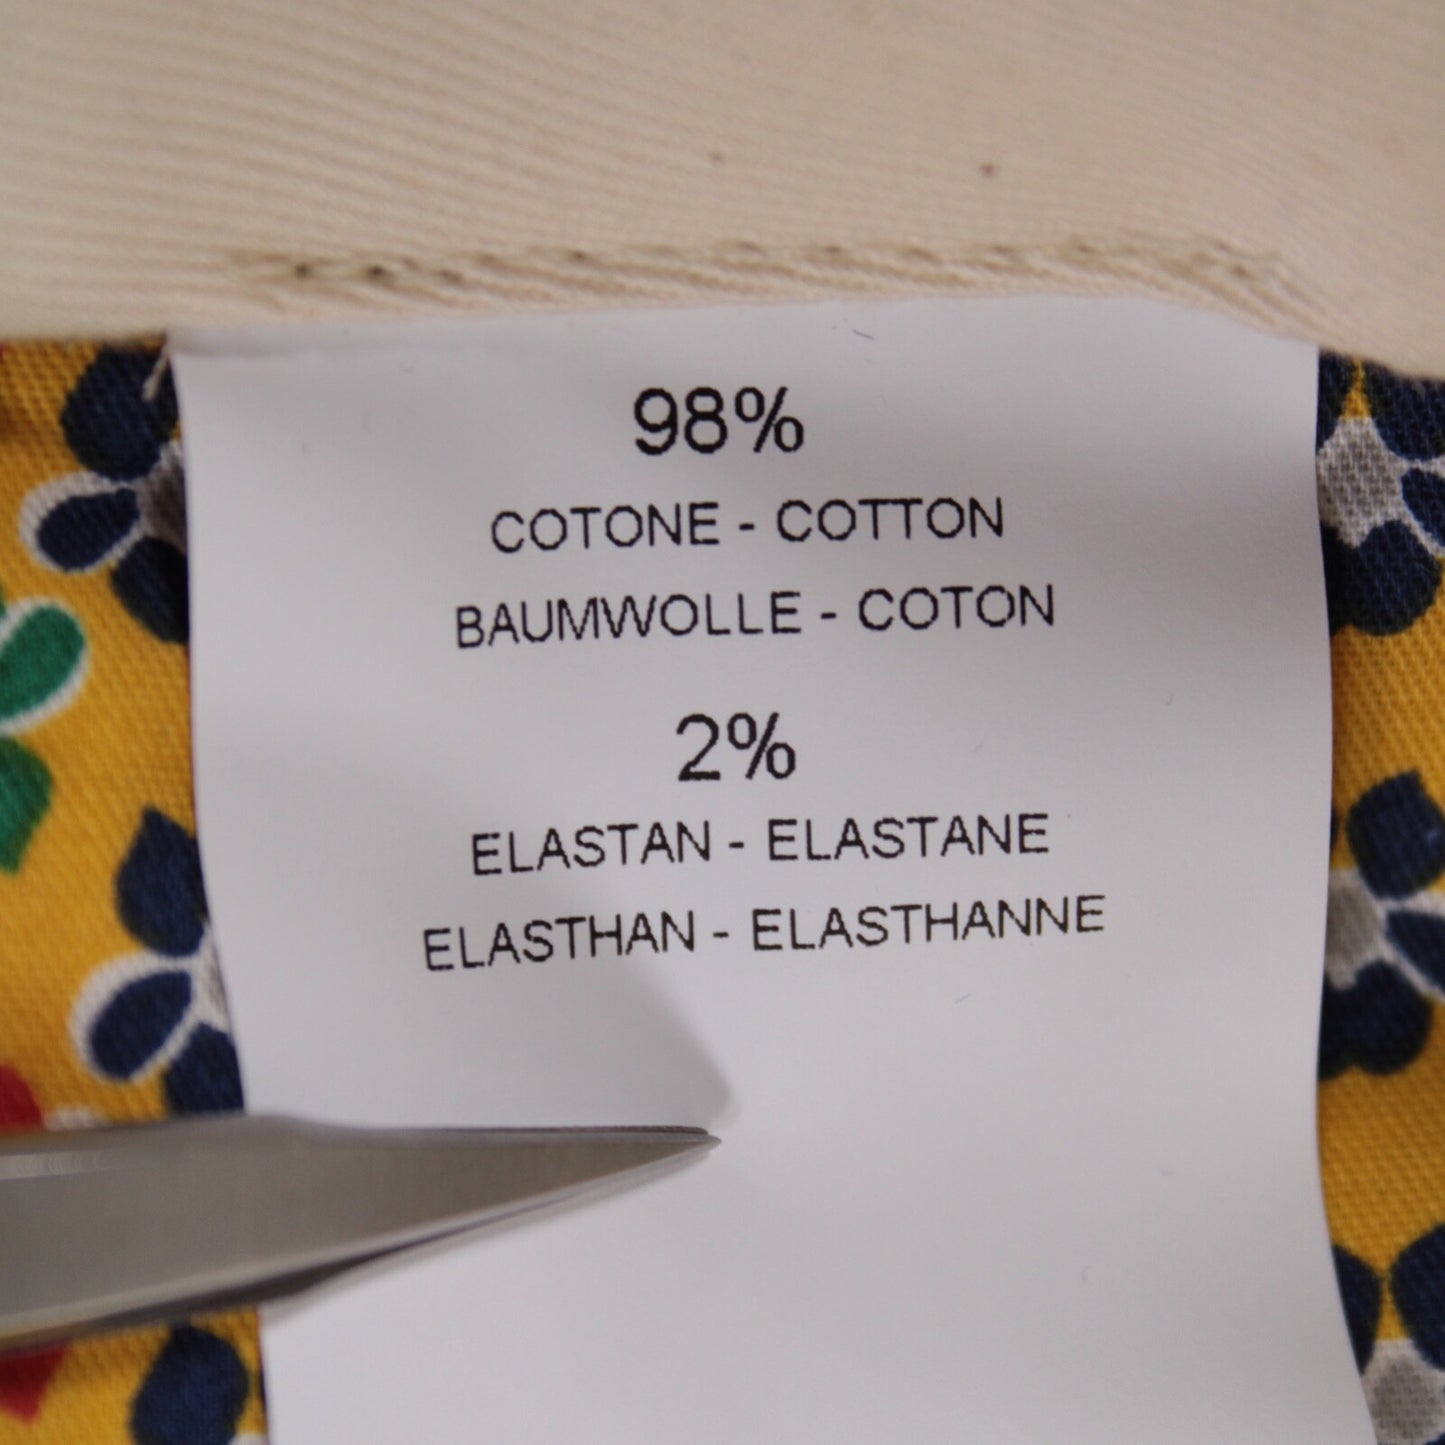 98%
COTONE - COTTON
BAUMWOLLE - COTON
2%
ELASTAN - ELASTANE
ELASTHAN - ELASTHANNE